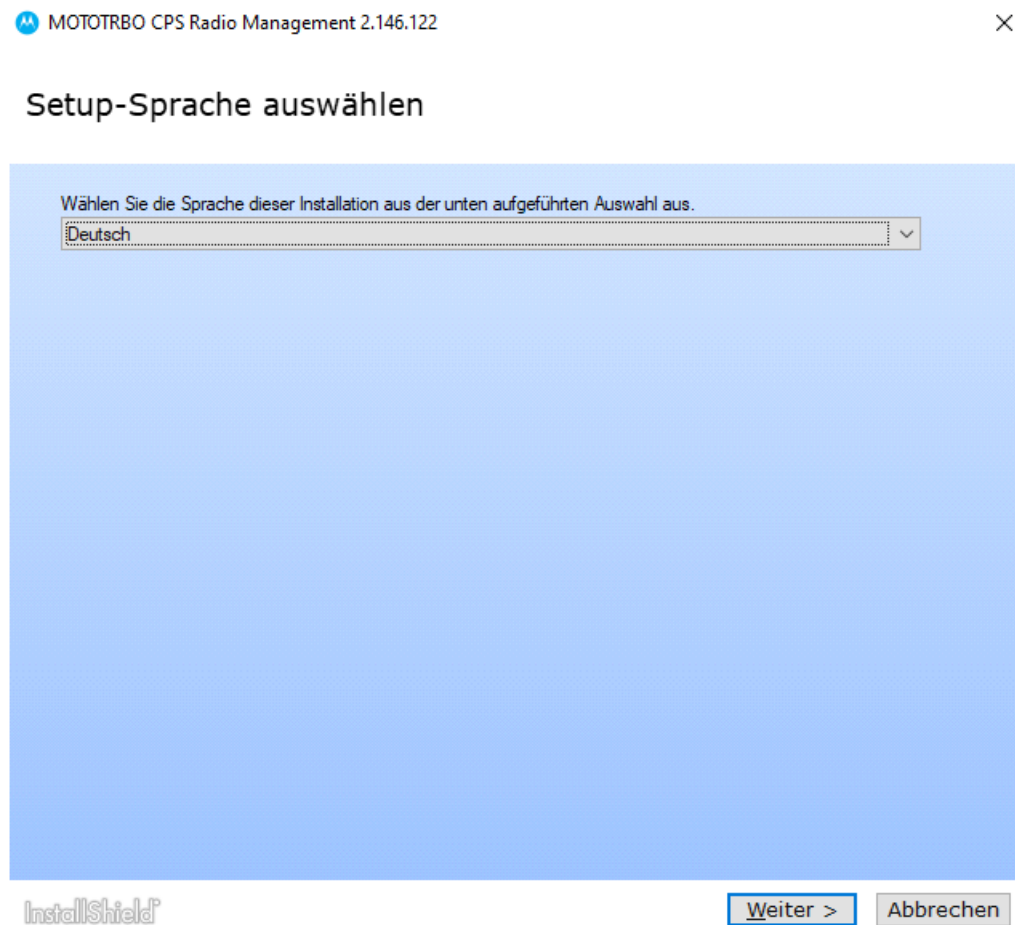 MOTOTRBO CPS Radio Management 2.146.122
Setup-Sprache auswählen
Wählen Sie die Sprache dieser Installation aus der unten aufgeführten Auswahl aus.
Deutsch
InstallShield
Weiter >
Abbrechen